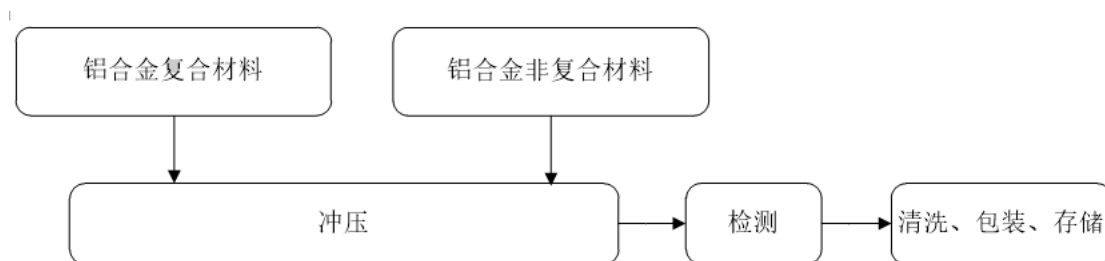 铝合金复合材料
铝合金非复合材料
冲压
检测
清洗、包装、存储